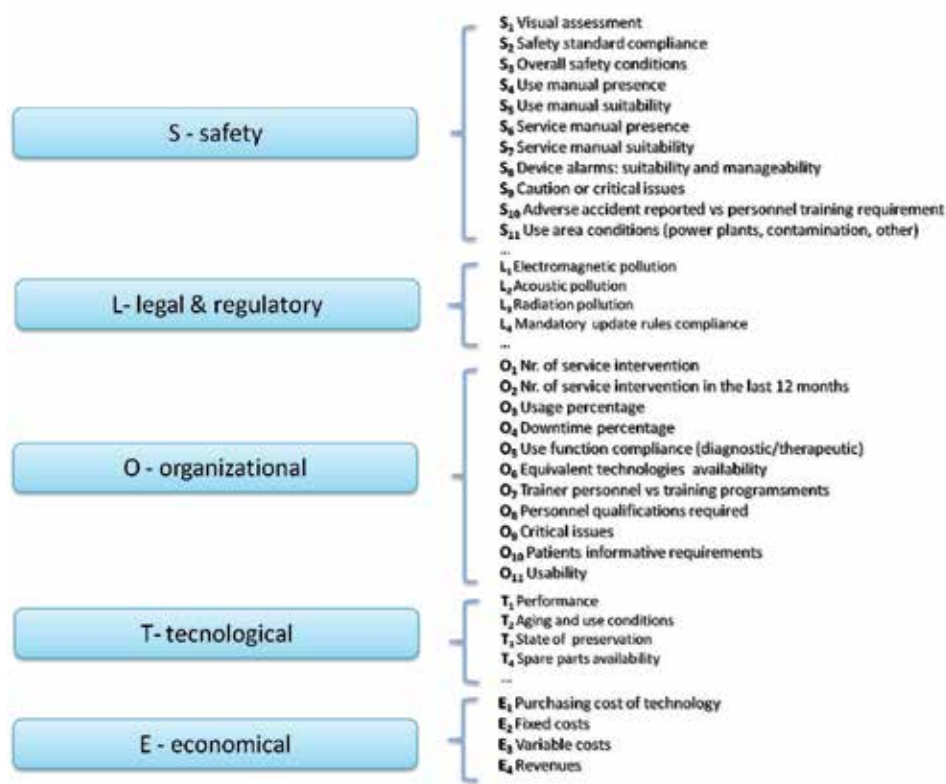 S - safety
S₁ Visual assessment
S₂ Safety standard compliance
S₃ Overall safety conditions
S₄ Use manual presence
S₅ Use manual suitability
S₆ Service manual presence
S₇ Service manual suitability
S₈ Device alarms: suitability and manageability
S₉ Caution or critical issues
S₁₀ Adverse accident reported vs personnel training requirement
S₁₁ Use area conditions (power plants, contamination, other)
...
L- legal & regulatory
L₁ Electromagnetic pollution
L₂ Acoustic pollution
L₃ Radiation pollution
L₄ Mandatory update rules compliance
...
O - organizational
O₁ Nr. of service intervention
O₂ Nr. of service intervention in the last 12 months
O₃ Usage percentage
O₄ Downtime percentage
O₅ Use function compliance (diagnostic/therapeutic)
O₆ Equivalent technologies availability
O₇ Trainer personnel vs training programsments
O₈ Personnel qualifications required
O₉ Critical issues
O₁₀ Patients informative requirements
O₁₁ Usability
T- tecnological
T₁ Performance
T₂ Aging and use conditions
T₃ State of preservation
T₄ Spare parts availability
...
E - economical
E₁ Purchasing cost of technology
E₂ Fixed costs
E₃ Variable costs
E₄ Revenues